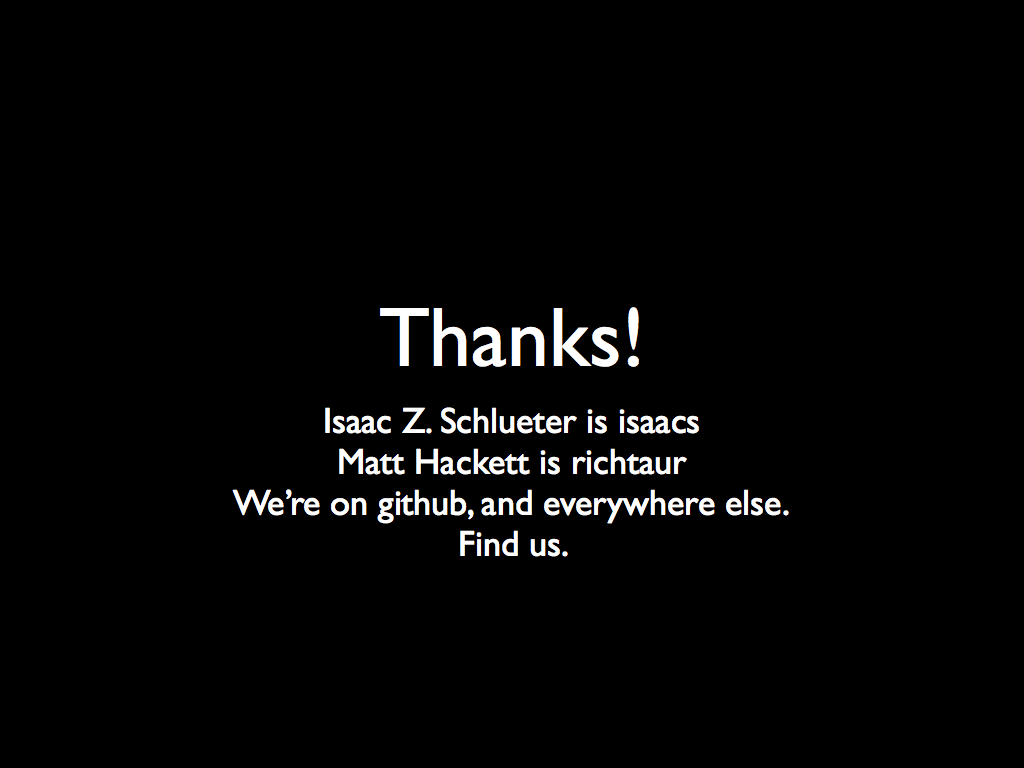 Thanks!
Isaac Z. Schlueter is isaacs
Matt Hackett is richtaur
We’re on github, and everywhere else.
Find us.